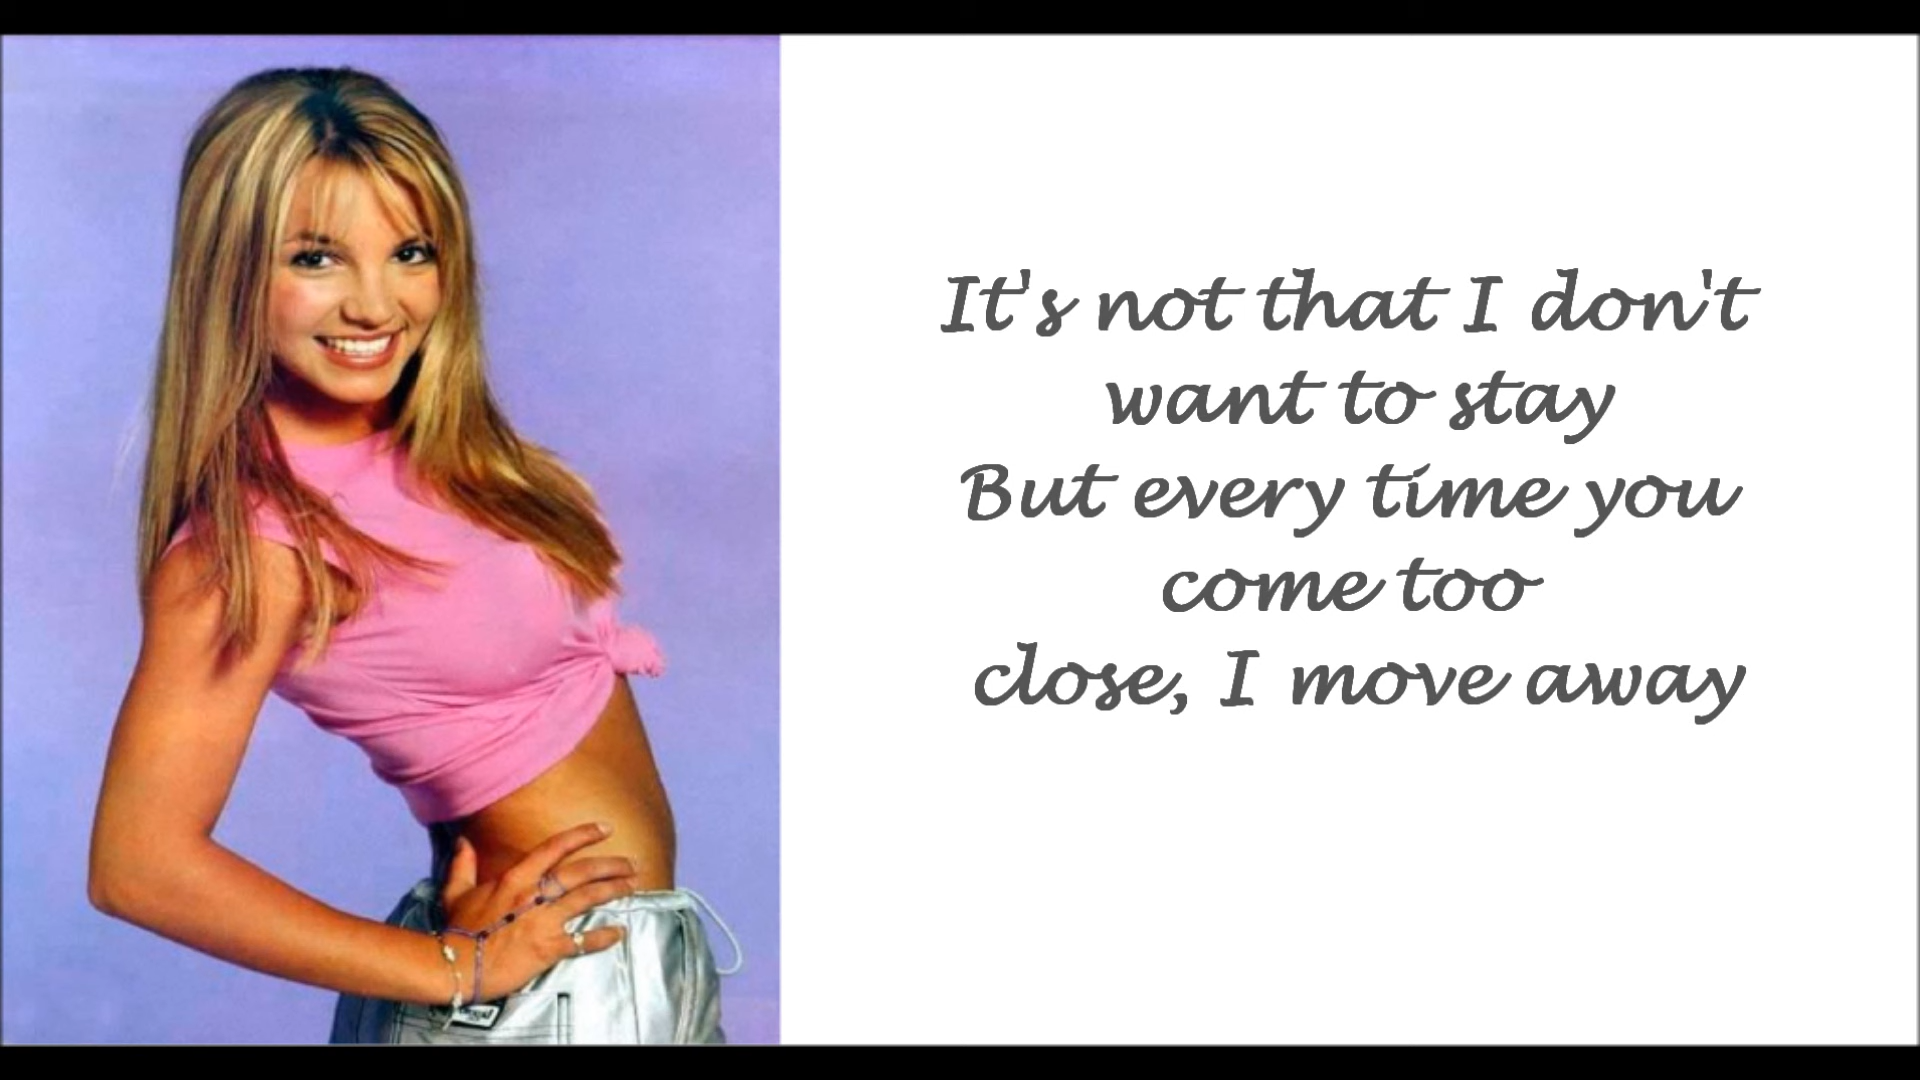 It's not that I don't
want to stay
But every time you
come too
close, I move away